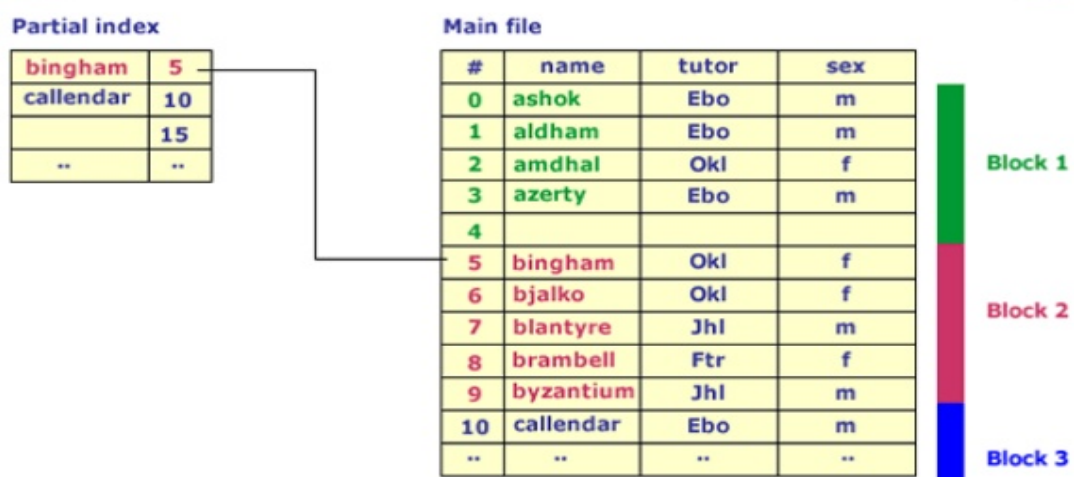 Partial index
bingham 5
callendar 10
15
.. ..
Main file
# name tutor sex
0 ashok Ebo m
1 aldham Ebo m
2 amdhal Okl f
3 azerty Ebo m
4
5 bingham Okl f
6 bjalko Okl f
7 blantyre Jhl m
8 brambell Ftr f
9 byzantium Jhl m
10 callendar Ebo m
.. .. .. ..
Block 1
Block 2
Block 3